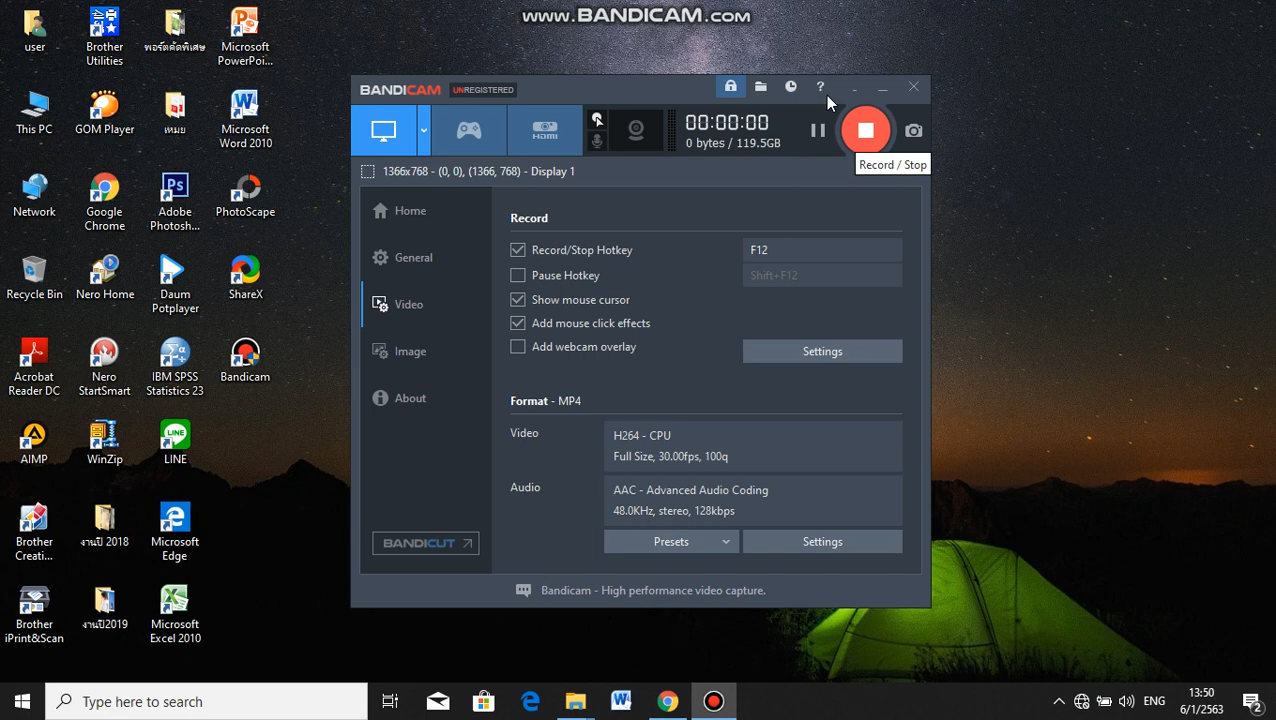 www.BANDICAM.com
user
Brother
Utilities
พอร์ตคัดพิเศษ
Microsoft
PowerPoi...
This PC
GOM Player
เหมย
Microsoft
Word 2010
Network
Google
Chrome
Adobe
Photosh...
PhotoScape
Recycle Bin
Nero Home
Daum
Potplayer
ShareX
Acrobat
Reader DC
Nero
StartSmart
IBM SPSS
Statistics 23
Bandicam
AIMP
WinZip
LINE
Brother
Creati...
งานปี 2018
Microsoft
Edge
Brother
iPrint&Scan
งานปี2019
Microsoft
Excel 2010
BANDICAM UNREGISTERED
HDMI
00:00:00
0 bytes / 119.5GB
Record / Stop
1366x768 - (0, 0), (1366, 768) - Display 1
Home
General
Video
Image
About
BANDICUT
Record
Record/Stop Hotkey F12
Pause Hotkey Shift+F12
Show mouse cursor
Add mouse click effects
Add webcam overlay Settings
Format - MP4
Video
H264 - CPU
Full Size, 30.00fps, 100q
Audio
AAC - Advanced Audio Coding
48.0KHz, stereo, 128kbps
Presets Settings
Bandicam - High performance video capture.
Type here to search
ENG
13:50
6/1/2563
2